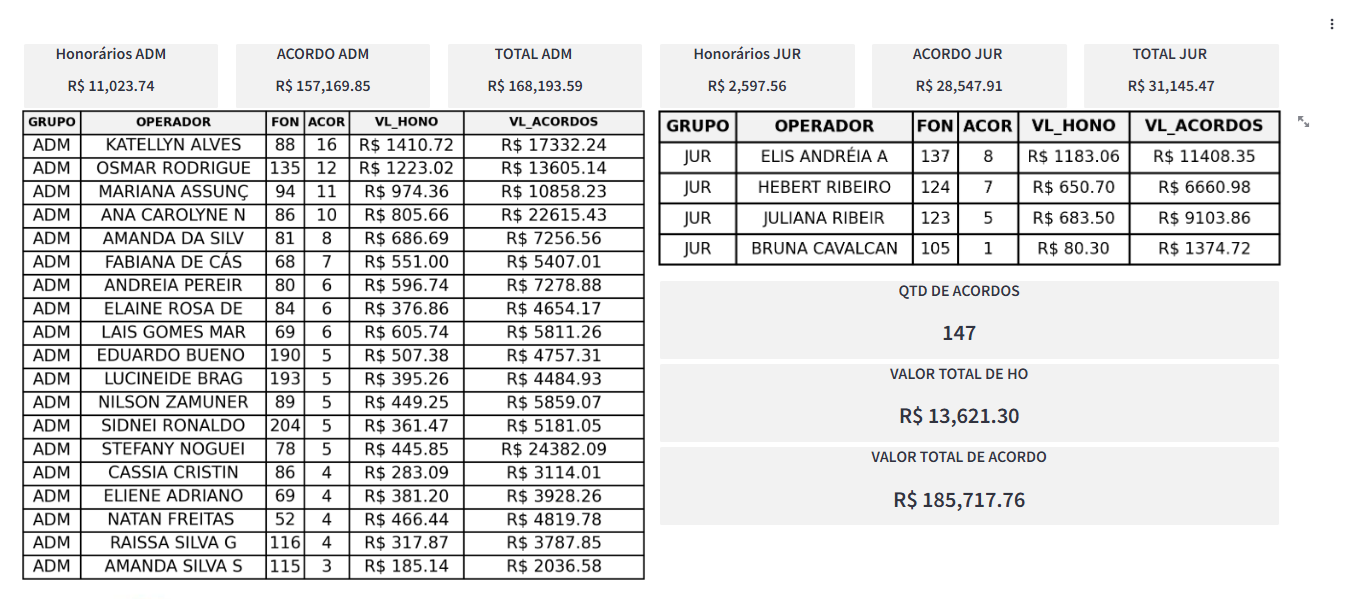 Honorários ADM
R$ 11,023.74
ACORDO ADM
R$ 157,169.85
TOTAL ADM
R$ 168,193.59
GRUPO OPERADOR FON ACOR VL_HONO VL_ACORDOS
ADM KATELLYN ALVES 88 16 R$ 1410.72 R$ 17332.24
ADM OSMAR RODRIGUE 135 12 R$ 1223.02 R$ 13605.14
ADM MARIANA ASSUNÇ 94 11 R$ 974.36 R$ 10858.23
ADM ANA CAROLYNE N 86 10 R$ 805.66 R$ 22615.43
ADM AMANDA DA SILV 81 8 R$ 686.69 R$ 7256.56
ADM FABIANA DE CÁS 68 7 R$ 551.00 R$ 5407.01
ADM ANDREIA PEREIR 80 6 R$ 596.74 R$ 7278.88
ADM ELAINE ROSA DE 84 6 R$ 376.86 R$ 4654.17
ADM LAIS GOMES MAR 69 6 R$ 605.74 R$ 5811.26
ADM EDUARDO BUENO 190 5 R$ 507.38 R$ 4757.31
ADM LUCINEIDE BRAG 193 5 R$ 395.26 R$ 4484.93
ADM NILSON ZAMUNER 89 5 R$ 449.25 R$ 5859.07
ADM SIDNEI RONALDO 204 5 R$ 361.47 R$ 5181.05
ADM STEFANY NOGUEI 78 5 R$ 445.85 R$ 24382.09
ADM CASSIA CRISTIN 86 4 R$ 283.09 R$ 3114.01
ADM ELIENE ADRIANO 69 4 R$ 381.20 R$ 3928.26
ADM NATAN FREITAS 52 4 R$ 466.44 R$ 4819.78
ADM RAISSA SILVA G 116 4 R$ 317.87 R$ 3787.85
ADM AMANDA SILVA S 115 3 R$ 185.14 R$ 2036.58
Honorários JUR
R$ 2,597.56
ACORDO JUR
R$ 28,547.91
TOTAL JUR
R$ 31,145.47
GRUPO OPERADOR FON ACOR VL_HONO VL_ACORDOS
JUR ELIS ANDRÉIA A 137 8 R$ 1183.06 R$ 11408.35
JUR HEBERT RIBEIRO 124 7 R$ 650.70 R$ 6660.98
JUR JULIANA RIBEIR 123 5 R$ 683.50 R$ 9103.86
JUR BRUNA CAVALCAN 105 1 R$ 80.30 R$ 1374.72
QTD DE ACORDOS
147
VALOR TOTAL DE HO
R$ 13,621.30
VALOR TOTAL DE ACORDO
R$ 185,717.76